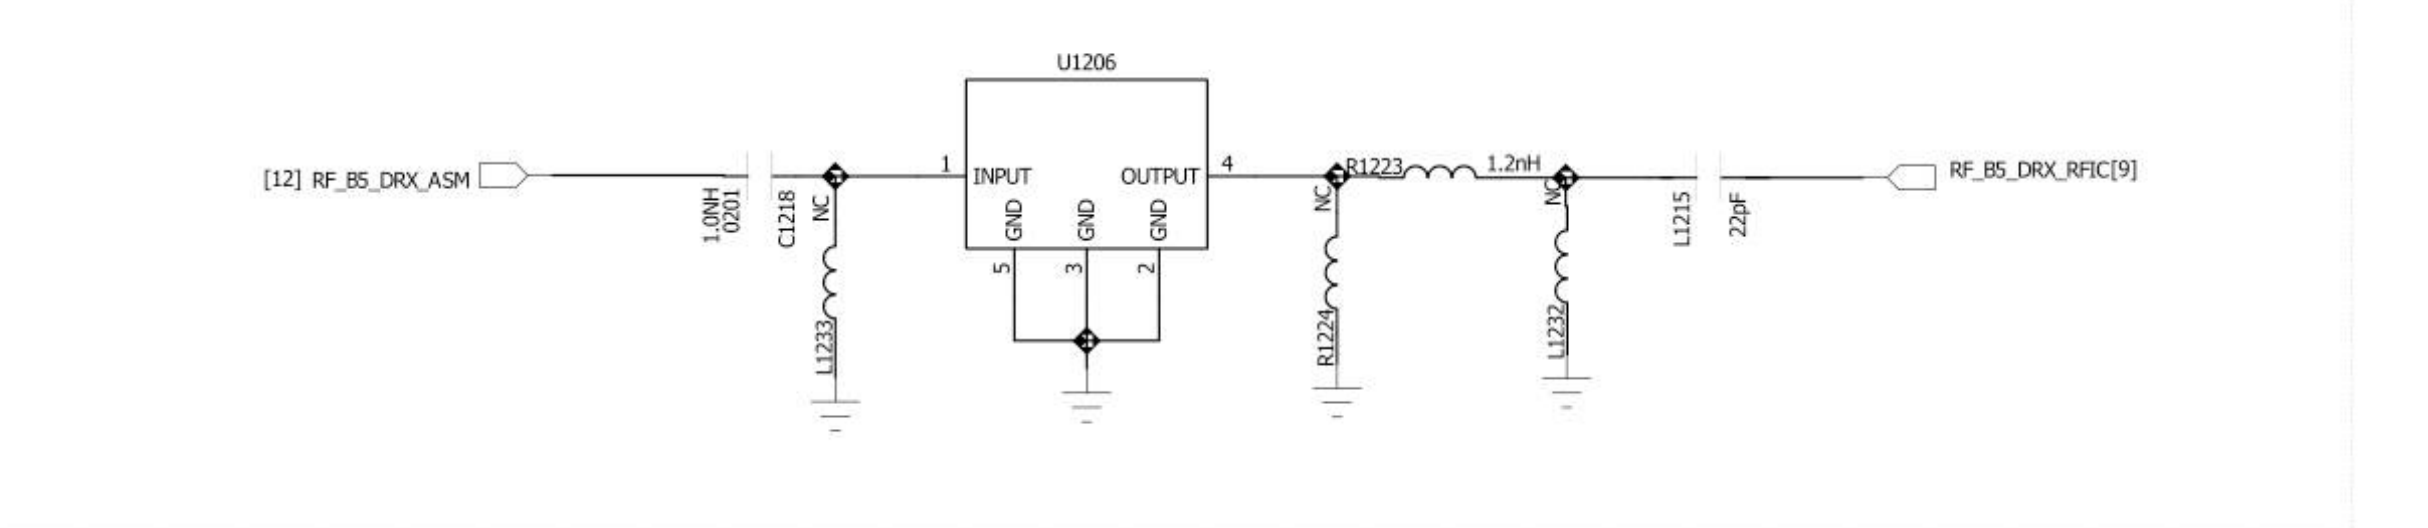 U1206
[12] RF_B5_DRX_ASM
1.0NH
0201
C1218
NC
L1233
1
INPUT
OUTPUT
4
GND
GND
GND
5
3
2
R1223
1.2nH
NC
R1224
NC
L1232
L1215
22pF
RF_B5_DRX_RFIC[9]